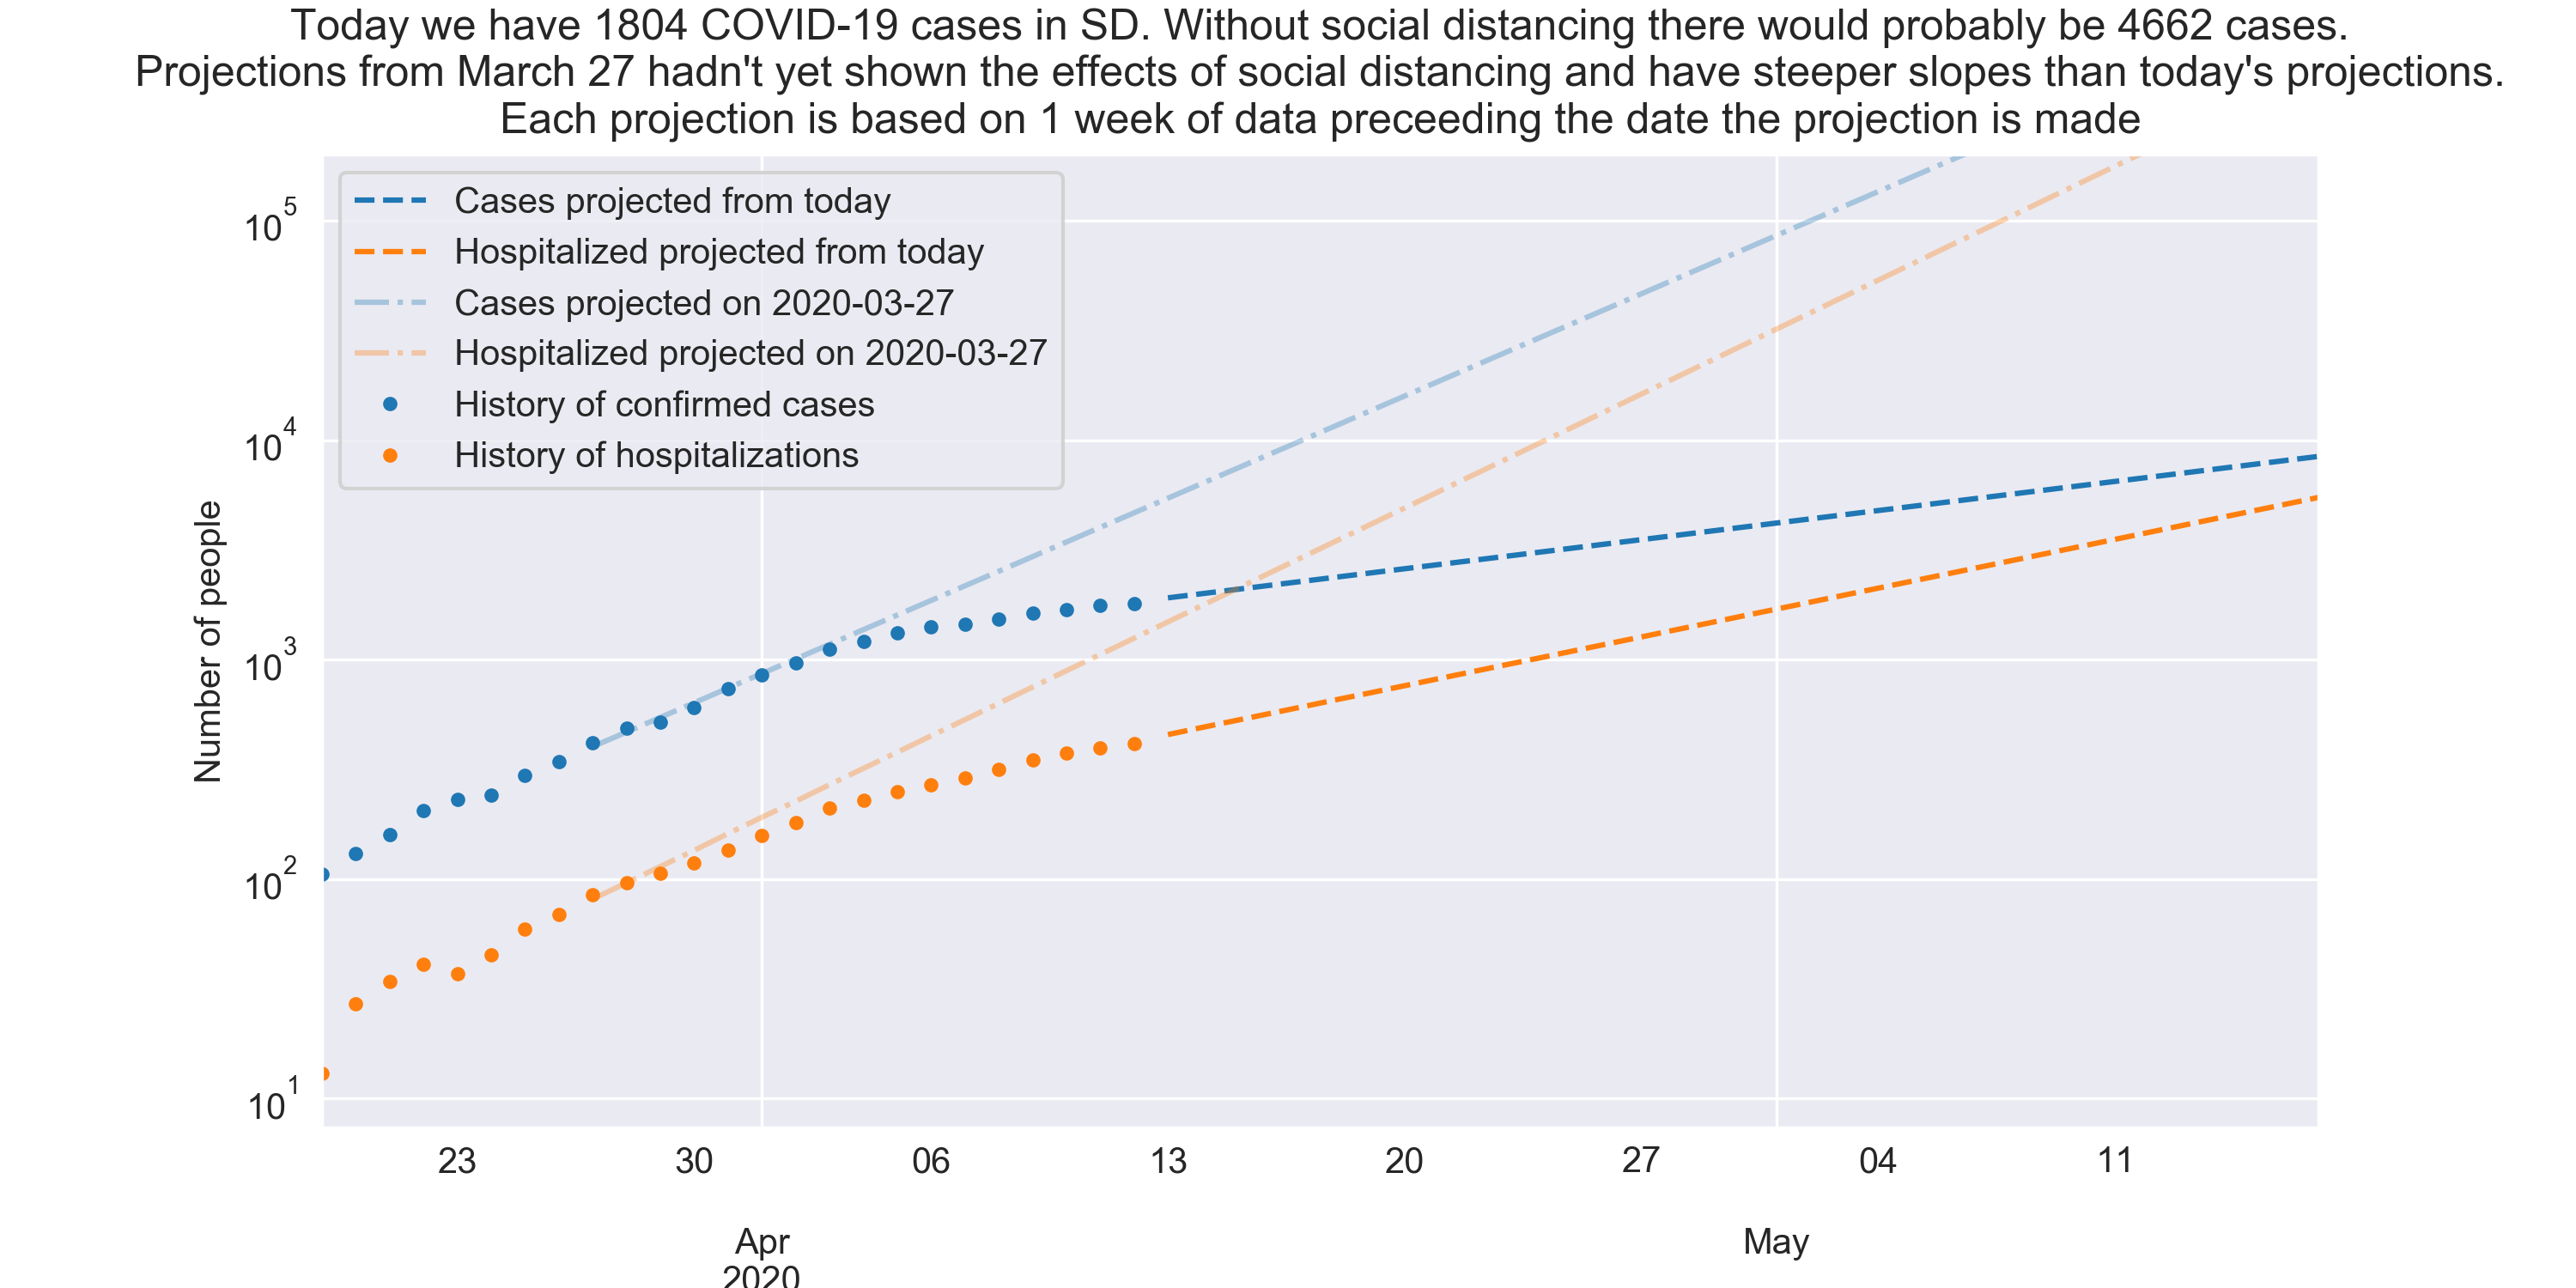 Today we have 1804 COVID-19 cases in SD. Without social distancing there would probably be 4662 cases.
Projections from March 27 hadn't yet shown the effects of social distancing and have steeper slopes than today's projections.
Each projection is based on 1 week of data preceeding the date the projection is made
Cases projected from today
Hospitalized projected from today
Cases projected on 2020-03-27
Hospitalized projected on 2020-03-27
History of confirmed cases
History of hospitalizations
Number of people
10^5
10^4
10^3
10^2
10^1
23 30 06 13 20 27 04 11
Apr May
2020